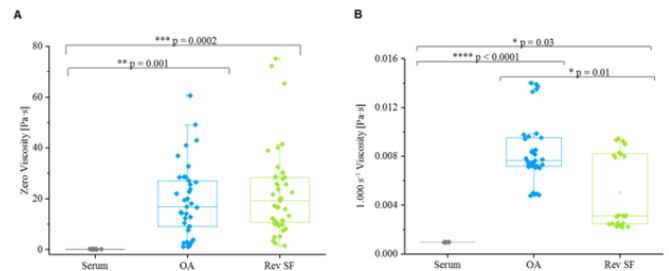 A
*** p = 0.0002
** p = 0.001
80
60
40
20
0
Zero Viscosity [Pa·s]
Serum
OA
Rev SF
B
* p = 0.03
**** p < 0.0001
* p = 0.01
0.016
0.012
0.008
0.004
0.000
1.000 s⁻¹ Viscosity [Pa·s]
Serum
OA
Rev SF